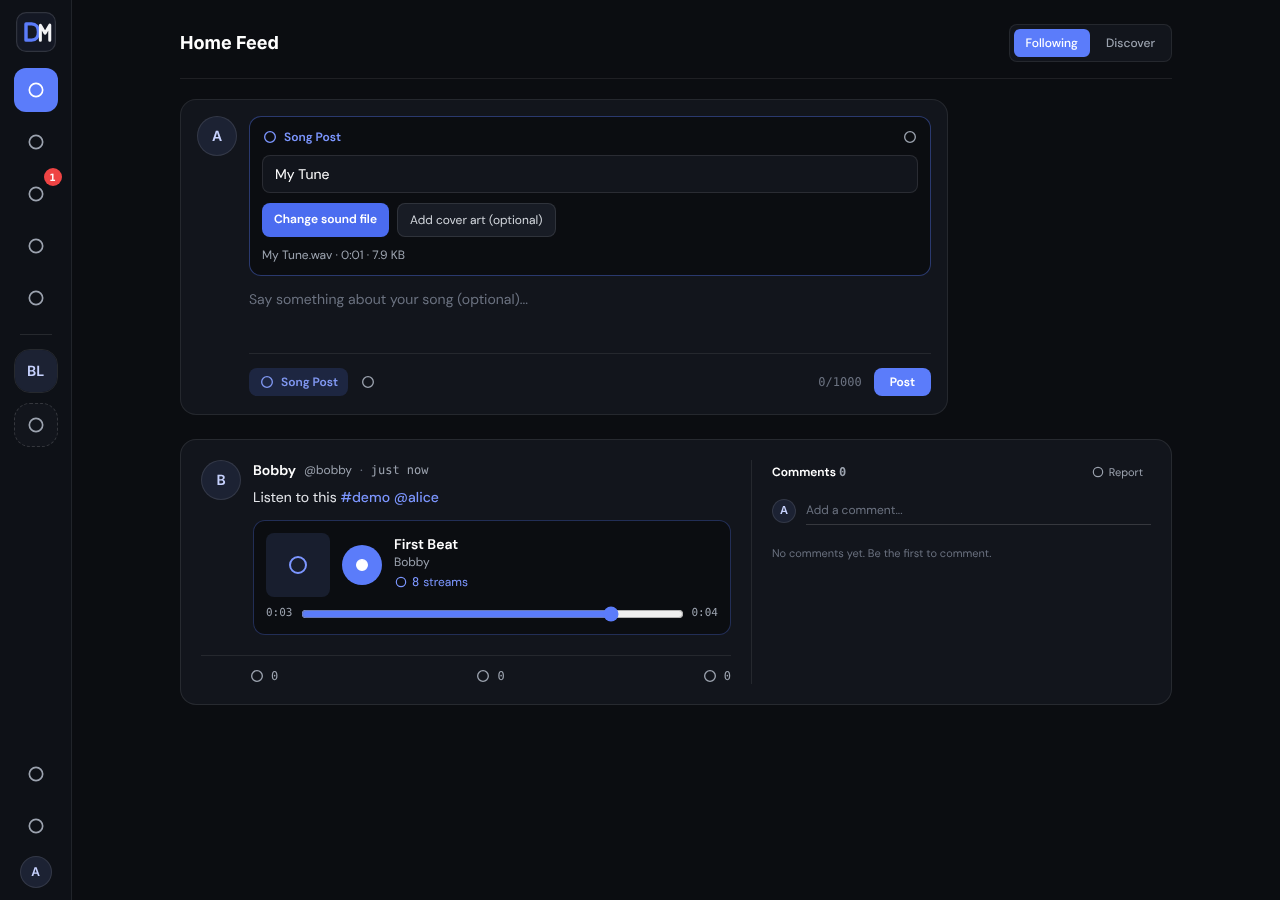 DM
Home Feed
Following
Discover
1
A
Song Post
My Tune
Change sound file
Add cover art (optional)
My Tune.wav · 0:01 · 7.9 KB
Say something about your song (optional)...
BL
Song Post
0/1000
Post
B
Bobby @bobby · just now
Listen to this #demo @alice
First Beat
Bobby
8 streams
0:03
0:04
0
0
0
Comments 0
Report
A
Add a comment...
No comments yet. Be the first to comment.
A